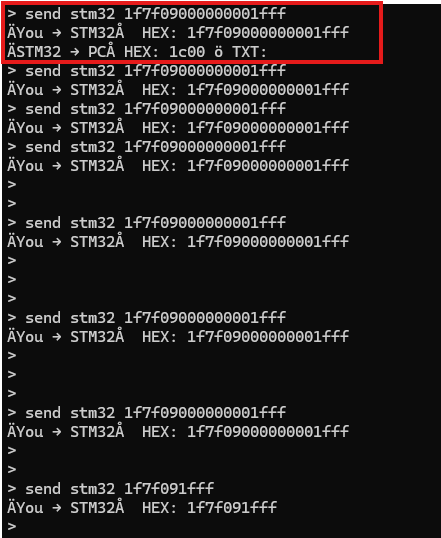 > send stm32 1f7f09000000001fff
ÄYou → STM32Å  HEX: 1f7f09000000001fff
ÄSTM32 → PCÅ HEX: 1c00 ö TXT:
> send stm32 1f7f09000000001fff
ÄYou → STM32Å  HEX: 1f7f09000000001fff
> send stm32 1f7f09000000001fff
ÄYou → STM32Å  HEX: 1f7f09000000001fff
> send stm32 1f7f09000000001fff
ÄYou → STM32Å  HEX: 1f7f09000000001fff
>
>
> send stm32 1f7f09000000001fff
ÄYou → STM32Å  HEX: 1f7f09000000001fff
>
>
>
> send stm32 1f7f09000000001fff
ÄYou → STM32Å  HEX: 1f7f09000000001fff
>
>
>
> send stm32 1f7f09000000001fff
ÄYou → STM32Å  HEX: 1f7f09000000001fff
>
>
> send stm32 1f7f091fff
ÄYou → STM32Å  HEX: 1f7f091fff
>